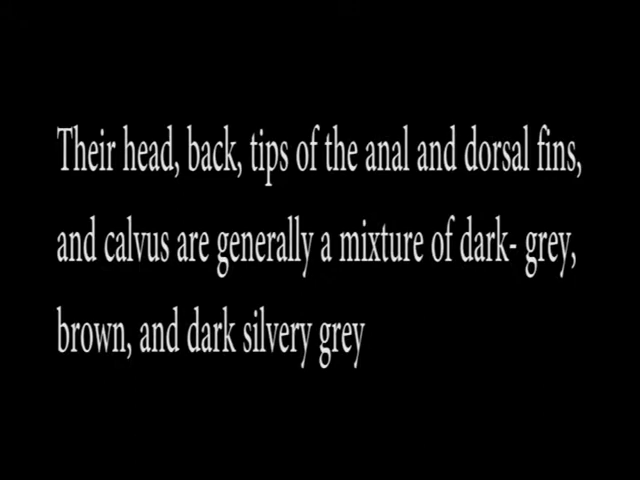 Their head, back, tips of the anal and dorsal fins,
and calvus are generally a mixture of dark- grey,
brown, and dark silvery grey